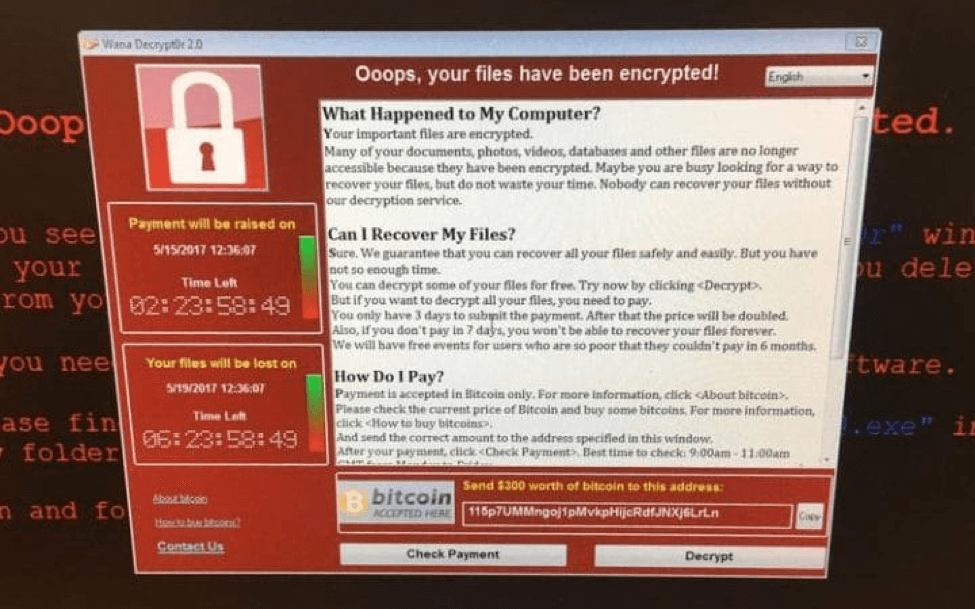 Wana Decrypt0r 2.0
Ooops, your files have been encrypted!
English
What Happened to My Computer?
Your important files are encrypted.
Many of your documents, photos, videos, databases and other files are no longer
accessible because they have been encrypted. Maybe you are busy looking for a way to
recover your files, but do not waste your time. Nobody can recover your files without
our decryption service.
Can I Recover My Files?
Sure. We guarantee that you can recover all your files safely and easily. But you have
not so enough time.
You can decrypt some of your files for free. Try now by clicking <Decrypt>.
But if you want to decrypt all your files, you need to pay.
You only have 3 days to submit the payment. After that the price will be doubled.
Also, if you don't pay in 7 days, you won't be able to recover your files forever.
We will have free events for users who are so poor that they couldn't pay in 6 months.
How Do I Pay?
Payment is accepted in Bitcoin only. For more information, click <About bitcoin>.
Please check the current price of Bitcoin and buy some bitcoins. For more information,
click <How to buy bitcoins>.
And send the correct amount to the address specified in this window.
After your payment, click <Check Payment>. Best time to check: 9:00am - 11:00am
Payment will be raised on
5/15/2017 12:36:07
Time Left
02:23:58:49
Your files will be lost on
5/19/2017 12:36:07
Time Left
06:23:58:49
About bitcoin
How to buy bitcoins?
Contact Us
bitcoin
ACCEPTED HERE
Send $300 worth of bitcoin to this address:
115p7UMMngoj1pMvkpHijcRdfJNXj6LrLn
Copy
Check Payment
Decrypt
Ooop
ted.
ou see
r" win
your
ou dele
rom yo
you nee
tware.
ase fin
.exe" in
folder
n and fo